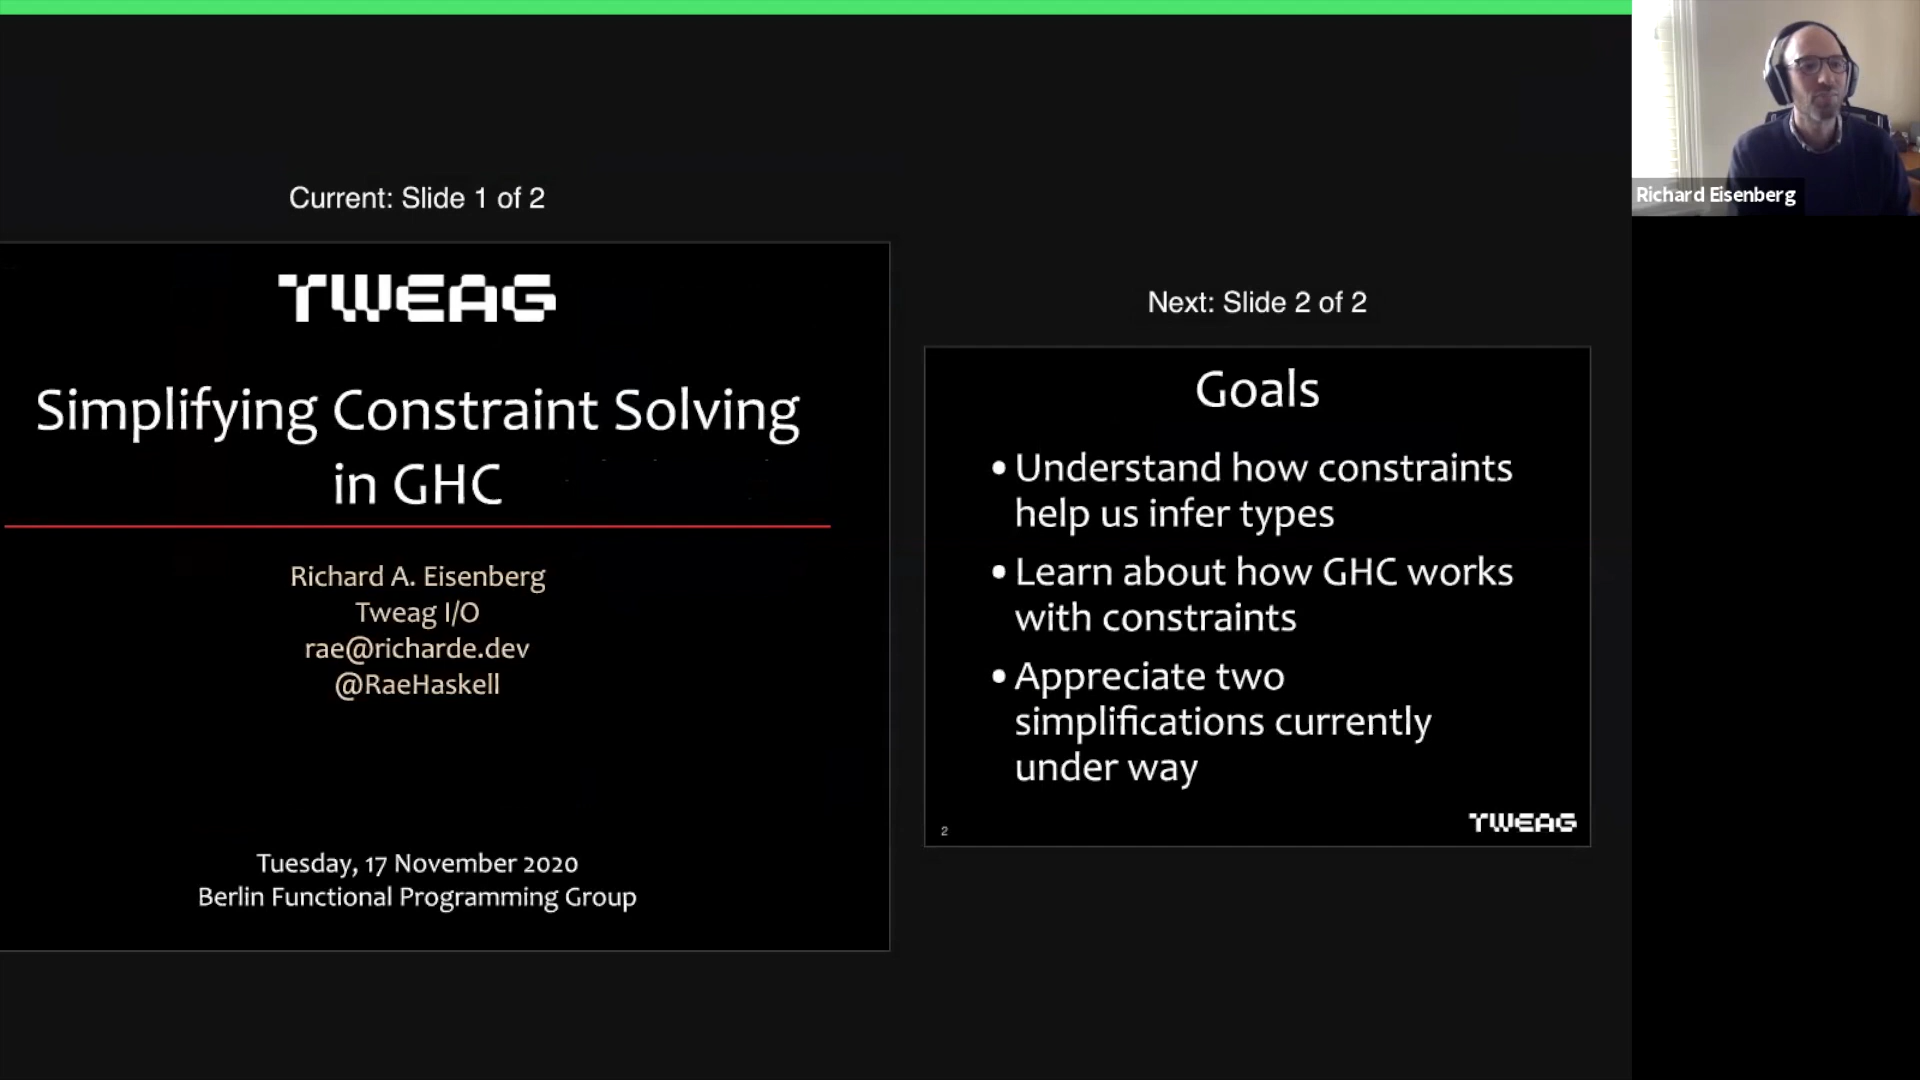 Current: Slide 1 of 2
TWEAG
Simplifying Constraint Solving
in GHC
Richard A. Eisenberg
Tweag I/O
rae@richarde.dev
@RaeHaskell
Tuesday, 17 November 2020
Berlin Functional Programming Group
Next: Slide 2 of 2
Goals
• Understand how constraints
help us infer types
• Learn about how GHC works
with constraints
• Appreciate two
simplifications currently
under way
2
TWEAG
Richard Eisenberg